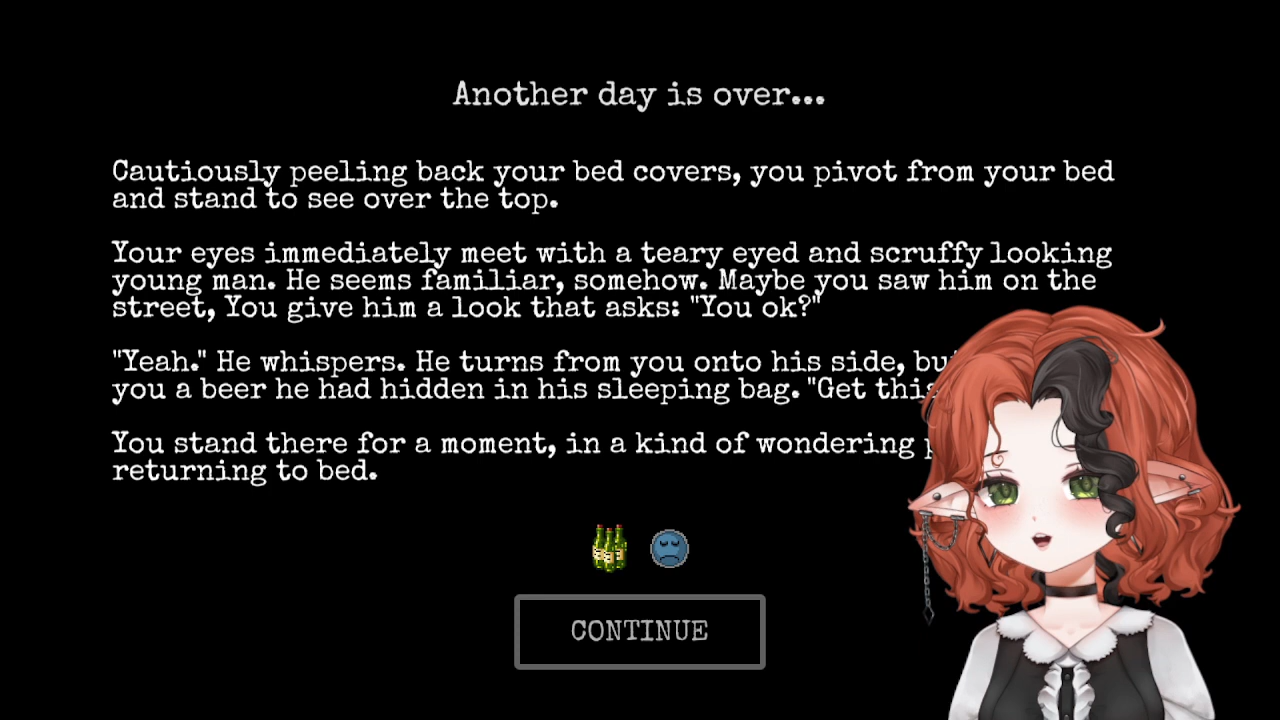 Another day is over...
Cautiously peeling back your bed covers, you pivot from your bed
and stand to see over the top.
Your eyes immediately meet with a teary eyed and scruffy looking
young man. He seems familiar, somehow. Maybe you saw him on the
street, You give him a look that asks: "You ok?"
"Yeah." He whispers. He turns from you onto his side,
you a beer he had hidden in his sleeping bag. "Get
You stand there for a moment, in a kind of wondering
returning to bed.
CONTINUE